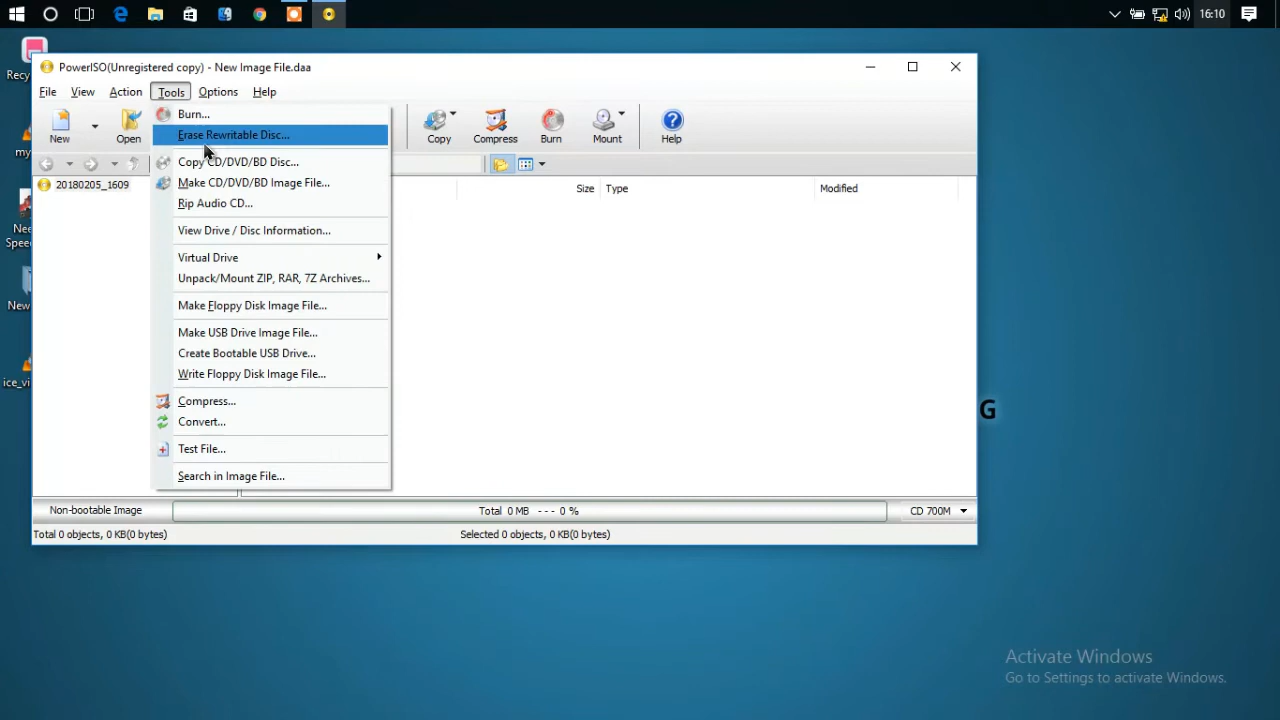 16:10
PowerISO(Unregistered copy) - New Image File.daa
File View Action Tools Options Help
New Open Copy Compress Burn Mount Help
Burn...
Erase Rewritable Disc...
Copy CD/DVD/BD Disc...
Make CD/DVD/BD Image File...
Rip Audio CD...
View Drive / Disc Information...
Virtual Drive
Unpack/Mount ZIP, RAR, 7Z Archives...
Make Floppy Disk Image File...
Make USB Drive Image File...
Create Bootable USB Drive...
Write Floppy Disk Image File...
Compress...
Convert...
Test File...
Search in Image File...
20180205_1609
Size Type Modified
Recy
my
Nee
Spee
New
ice_vi
G
Non-bootable Image Total 0 MB --- 0 % CD 700M
Total 0 objects, 0 KB(0 bytes) Selected 0 objects, 0 KB(0 bytes)
Activate Windows
Go to Settings to activate Windows.